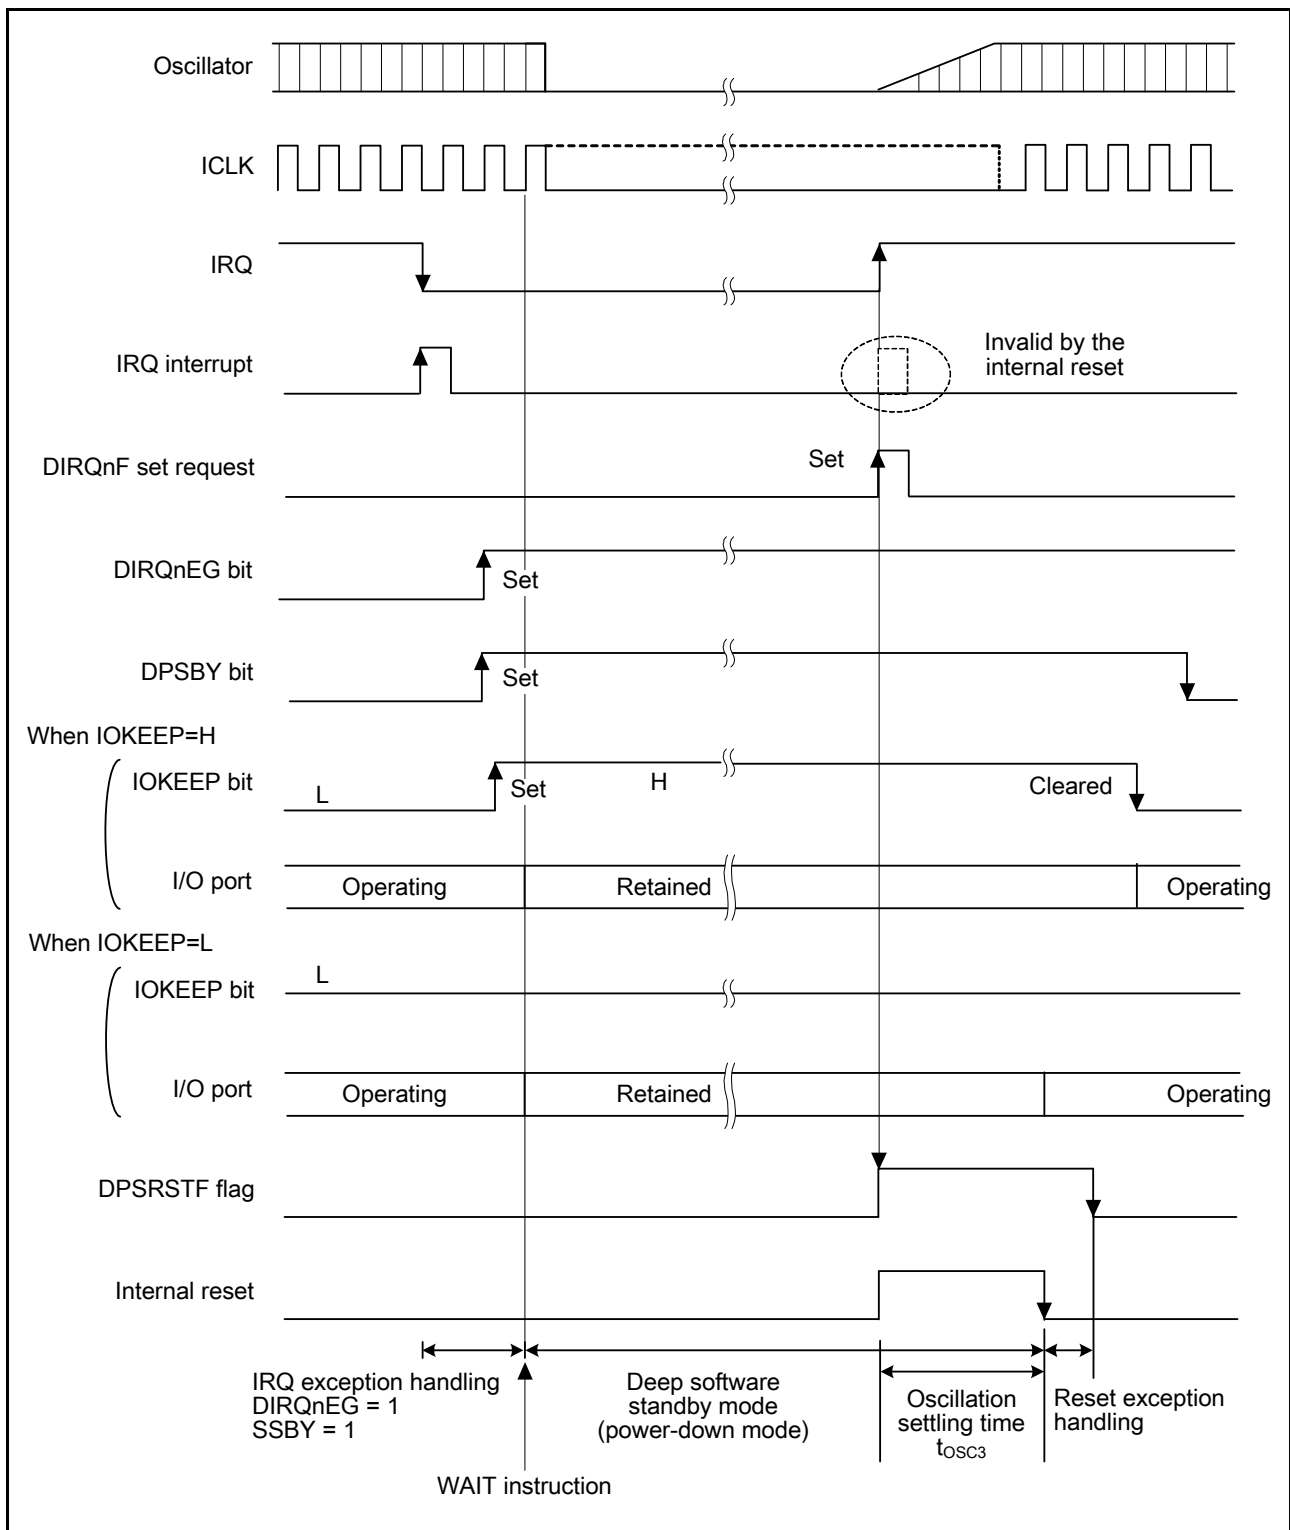 Oscillator
ICLK
IRQ
IRQ interrupt
Invalid by the
internal reset
DIRQnF set request
Set
DIRQnEG bit
Set
DPSBY bit
Set
When IOKEEP=H
IOKEEP bit
L
Set
H
Cleared
I/O port
Operating
Retained
Operating
When IOKEEP=L
IOKEEP bit
L
I/O port
Operating
Retained
Operating
DPSRSTF flag
Internal reset
IRQ exception handling
DIRQnEG = 1
SSBY = 1
Deep software
standby mode
(power-down mode)
Oscillation
settling time
tOSC3
Reset exception
handling
WAIT instruction